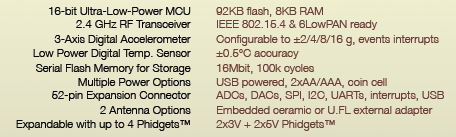 16-bit Ultra-Low-Power MCU 92KB flash, 8KB RAM
2.4 GHz RF Transceiver IEEE 802.15.4 & 6LowPAN ready
3-Axis Digital Accelerometer Configurable to ±2/4/8/16 g, events interrupts
Low Power Digital Temp. Sensor ±0.5°C accuracy
Serial Flash Memory for Storage 16Mbit, 100k cycles
Multiple Power Options USB powered, 2xAA/AAA, coin cell
52-pin Expansion Connector ADCs, DACs, SPI, I2C, UARTs, interrupts, USB
2 Antenna Options Embedded ceramic or U.FL external adapter
Expandable with up to 4 Phidgets™ 2x3V + 2x5V Phidgets™